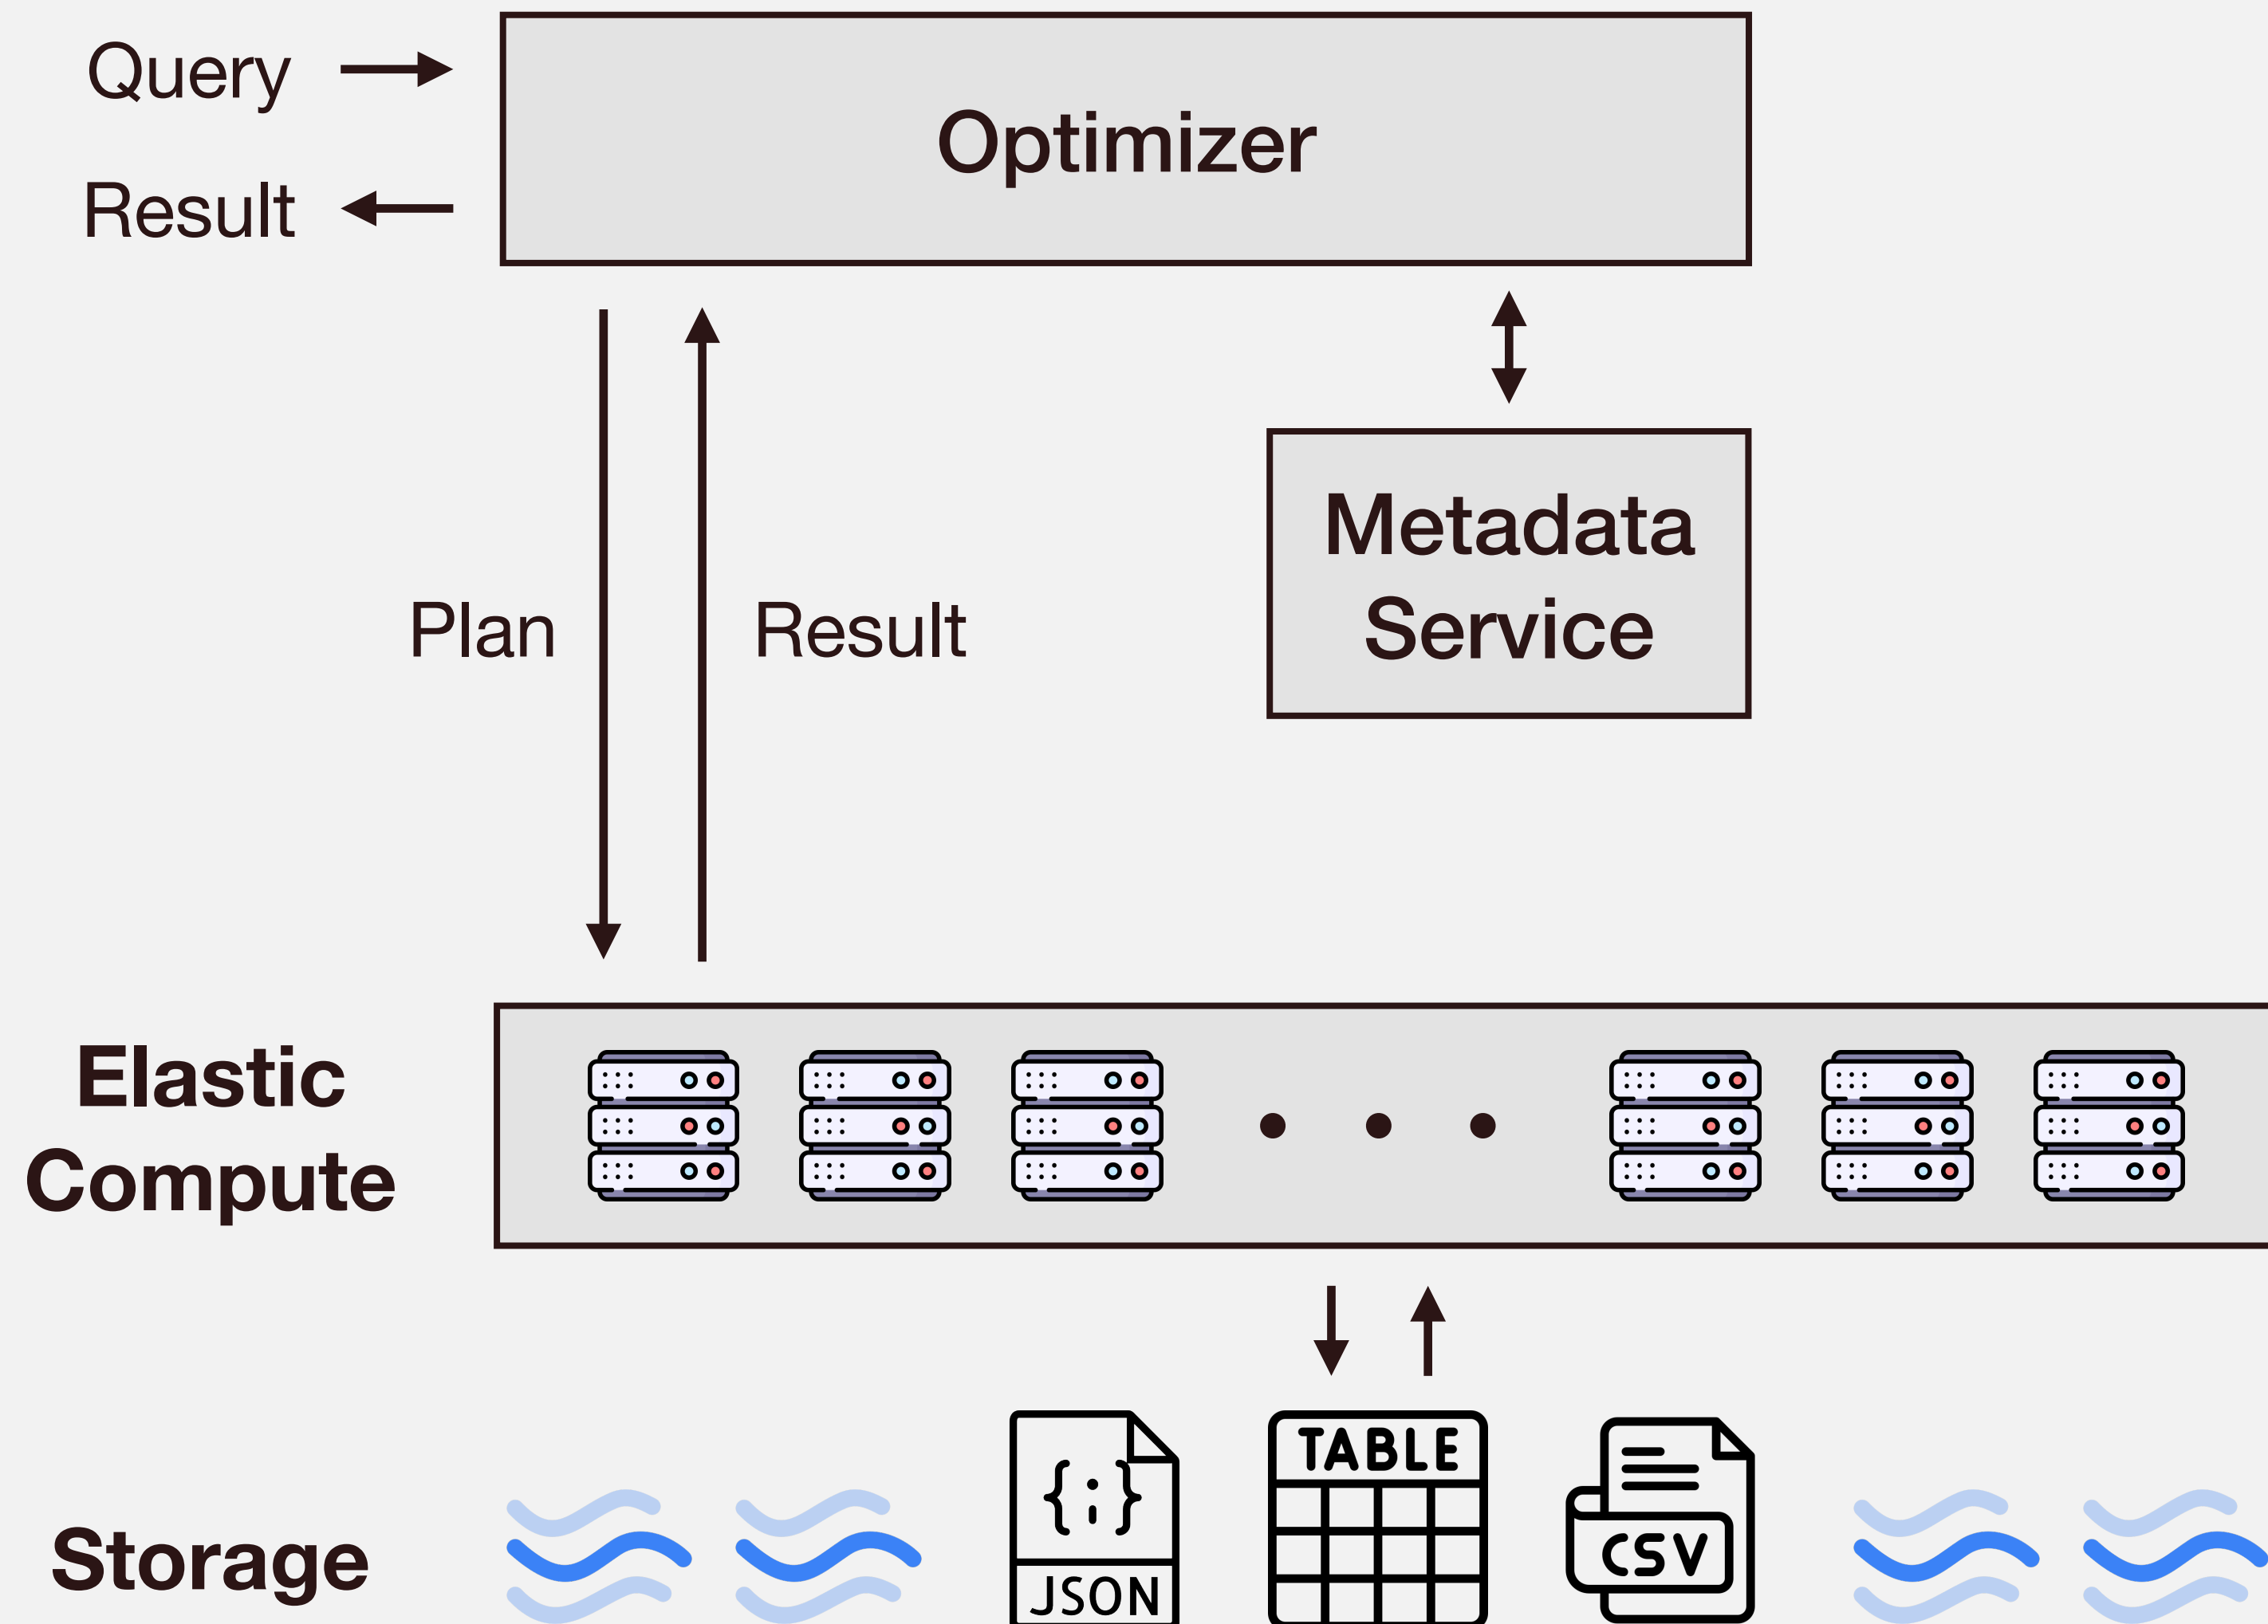 Query
Result
Optimizer
Plan
Result
Metadata
Service
Elastic
Compute
Storage
JSON
TABLE
CSV